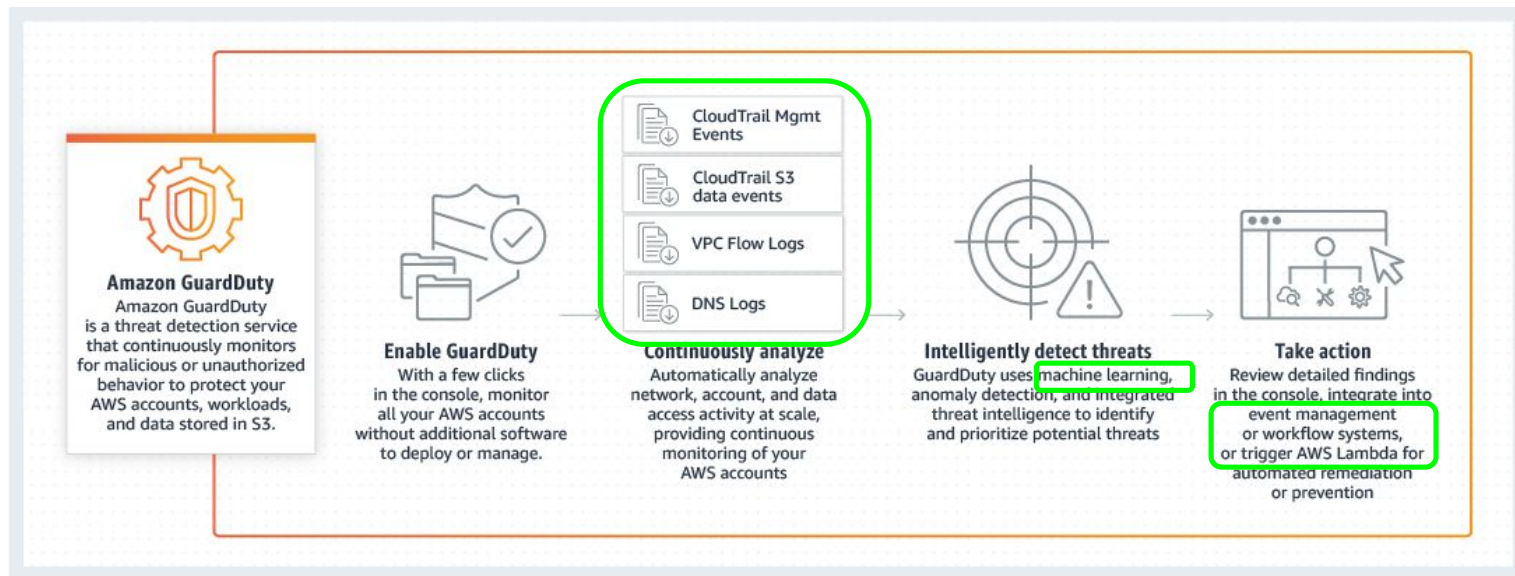 Amazon GuardDuty
Amazon GuardDuty
is a threat detection service
that continuously monitors
for malicious or unauthorized
behavior to protect your
AWS accounts, workloads,
and data stored in S3.
Enable GuardDuty
With a few clicks
in the console, monitor
all your AWS accounts
without additional software
to deploy or manage.
CloudTrail Mgmt
Events
CloudTrail S3
data events
VPC Flow Logs
DNS Logs
Continuously analyze
Automatically analyze
network, account, and data
access activity at scale,
providing continuous
monitoring of your
AWS accounts
Intelligently detect threats
GuardDuty uses machine learning,
anomaly detection, and integrated
threat intelligence to identify
and prioritize potential threats
Take action
Review detailed findings
in the console, integrate into
event management
or workflow systems,
or trigger AWS Lambda for
automated remediation
or prevention